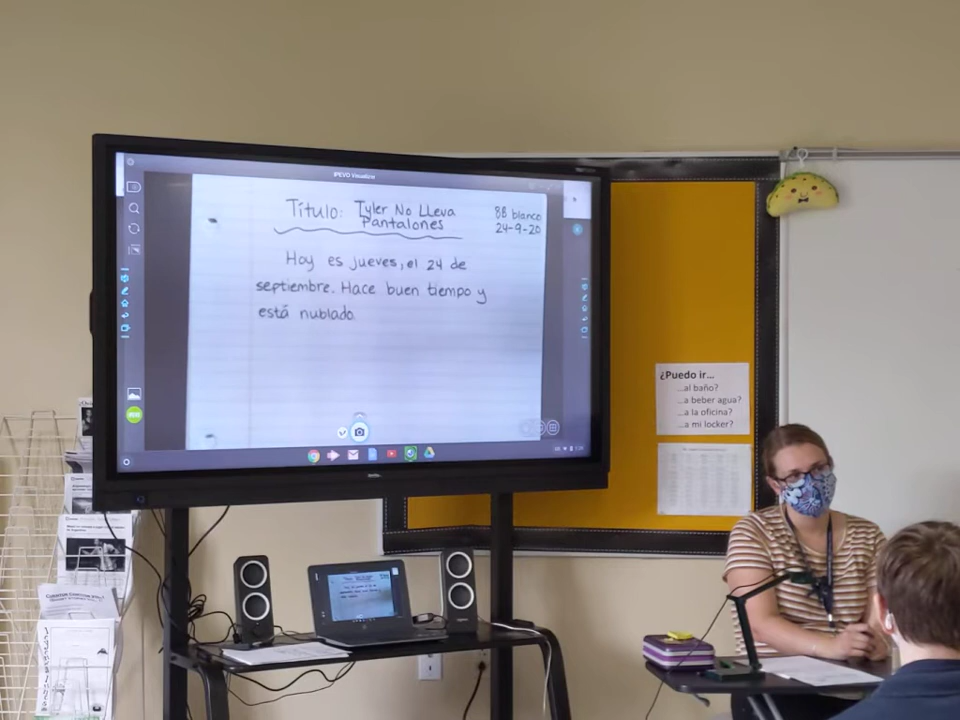 IPEVO Visualizer
Título: Tyler No Lleva
Pantalones
8B blanco
24-9-20
Hoy es jueves, el 24 de
septiembre. Hace buen tiempo y
está nublado.
¿Puedo ir...
...al baño?
...a beber agua?
...a la oficina?
...a mi locker?